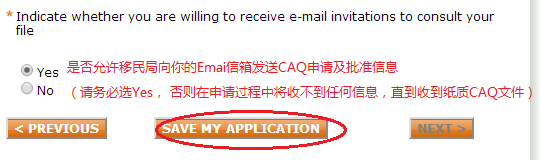 * Indicate whether you are willing to receive e-mail invitations to consult your
file
Yes 是否允许移民局向你的Emai信箱发送CAQ申请及批准信息
No （请务必选Yes， 否则在申请过程中将收不到任何信息，直到收到纸质CAQ文件）
< PREVIOUS SAVE MY APPLICATION NEXT >